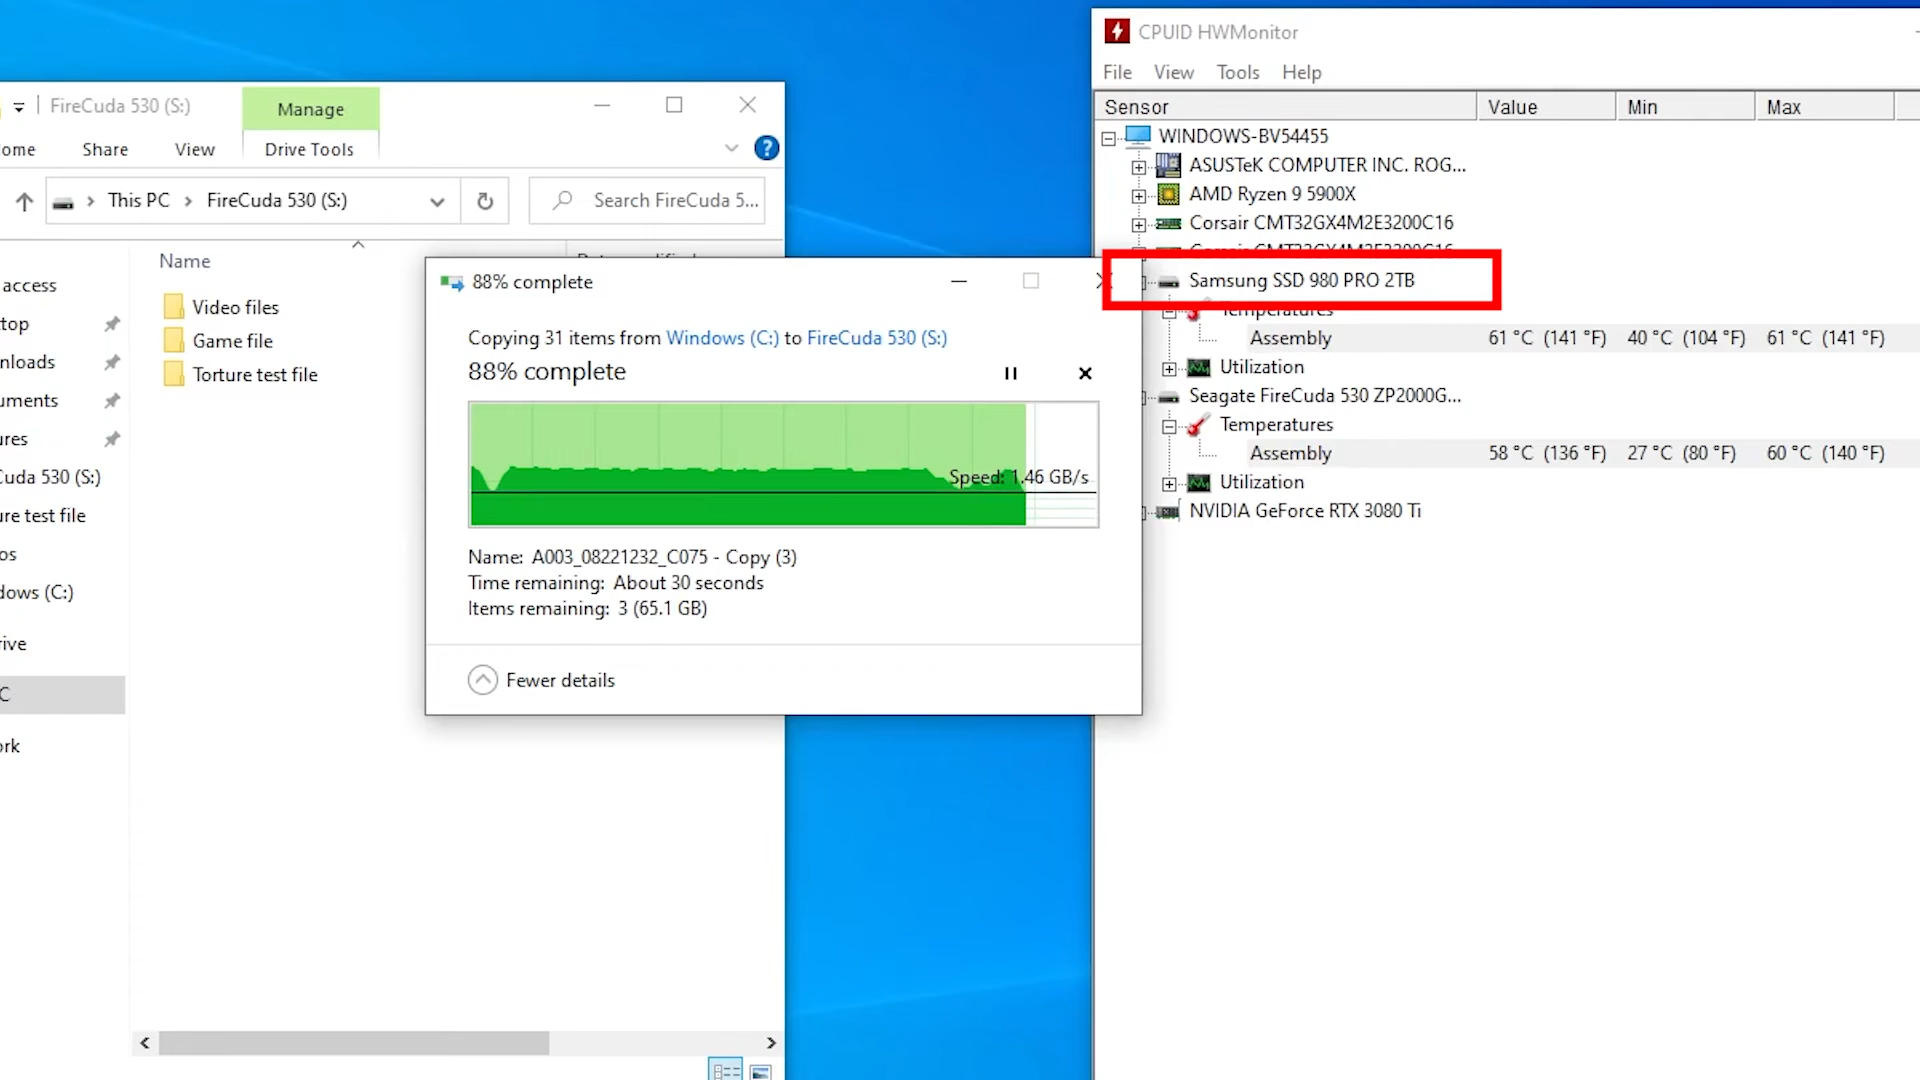 FireCuda 530 (S:)
Manage
ome
Share
View
Drive Tools
?
This PC
FireCuda 530 (S:)
Search FireCuda 5...
Name
access
top
nloads
uments
ures
Cuda 530 (S:)
ure test file
os
dows (C:)
rive
C
ork
Video files
Game file
Torture test file
88% complete
Copying 31 items from Windows (C:) to FireCuda 530 (S:)
88% complete
Speed: 1.46 GB/s
Name: A003_08221232_C075 - Copy (3)
Time remaining: About 30 seconds
Items remaining: 3 (65.1 GB)
Fewer details
CPUID HWMonitor
File View Tools Help
Sensor Value Min Max
WINDOWS-BV54455
ASUSTeK COMPUTER INC. ROG...
AMD Ryzen 9 5900X
Corsair CMT32GX4M2E3200C16
Corsair CMT32GX4M2E3200C16
Samsung SSD 980 PRO 2TB
Temperatures
Assembly 61 °C (141 °F) 40 °C (104 °F) 61 °C (141 °F)
Utilization
Seagate FireCuda 530 ZP2000G...
Temperatures
Assembly 58 °C (136 °F) 27 °C (80 °F) 60 °C (140 °F)
Utilization
NVIDIA GeForce RTX 3080 Ti